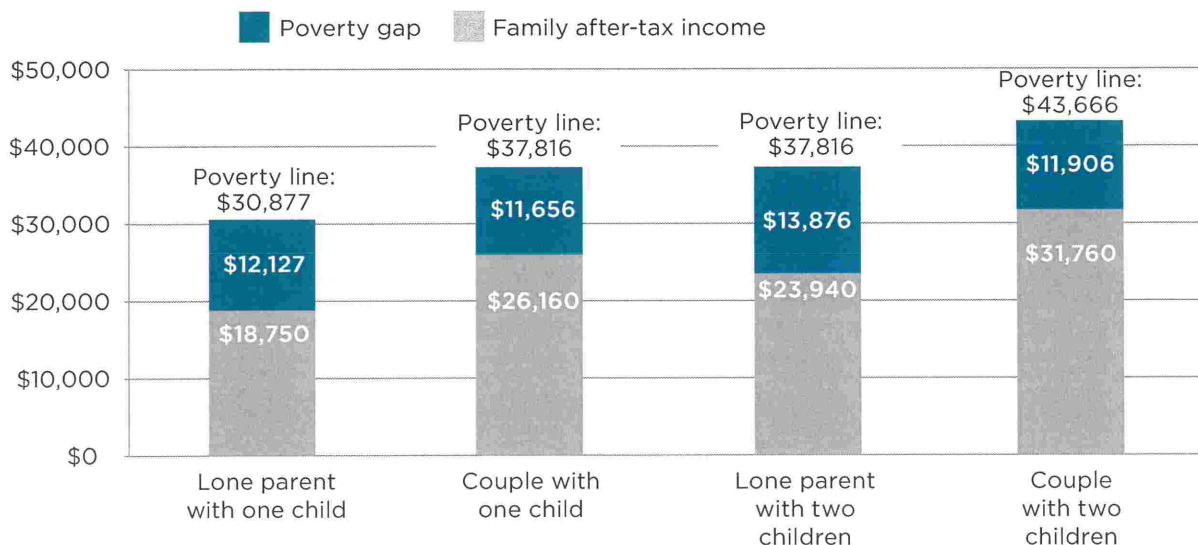 Poverty gap
Family after-tax income
$50,000
$40,000
$30,000
$20,000
$10,000
$0
Poverty line:
$30,877
$12,127
$18,750
Poverty line:
$37,816
$11,656
$26,160
Poverty line:
$37,816
$13,876
$23,940
Poverty line:
$43,666
$11,906
$31,760
Lone parent
with one child
Couple with
one child
Lone parent
with two
children
Couple
with two
children